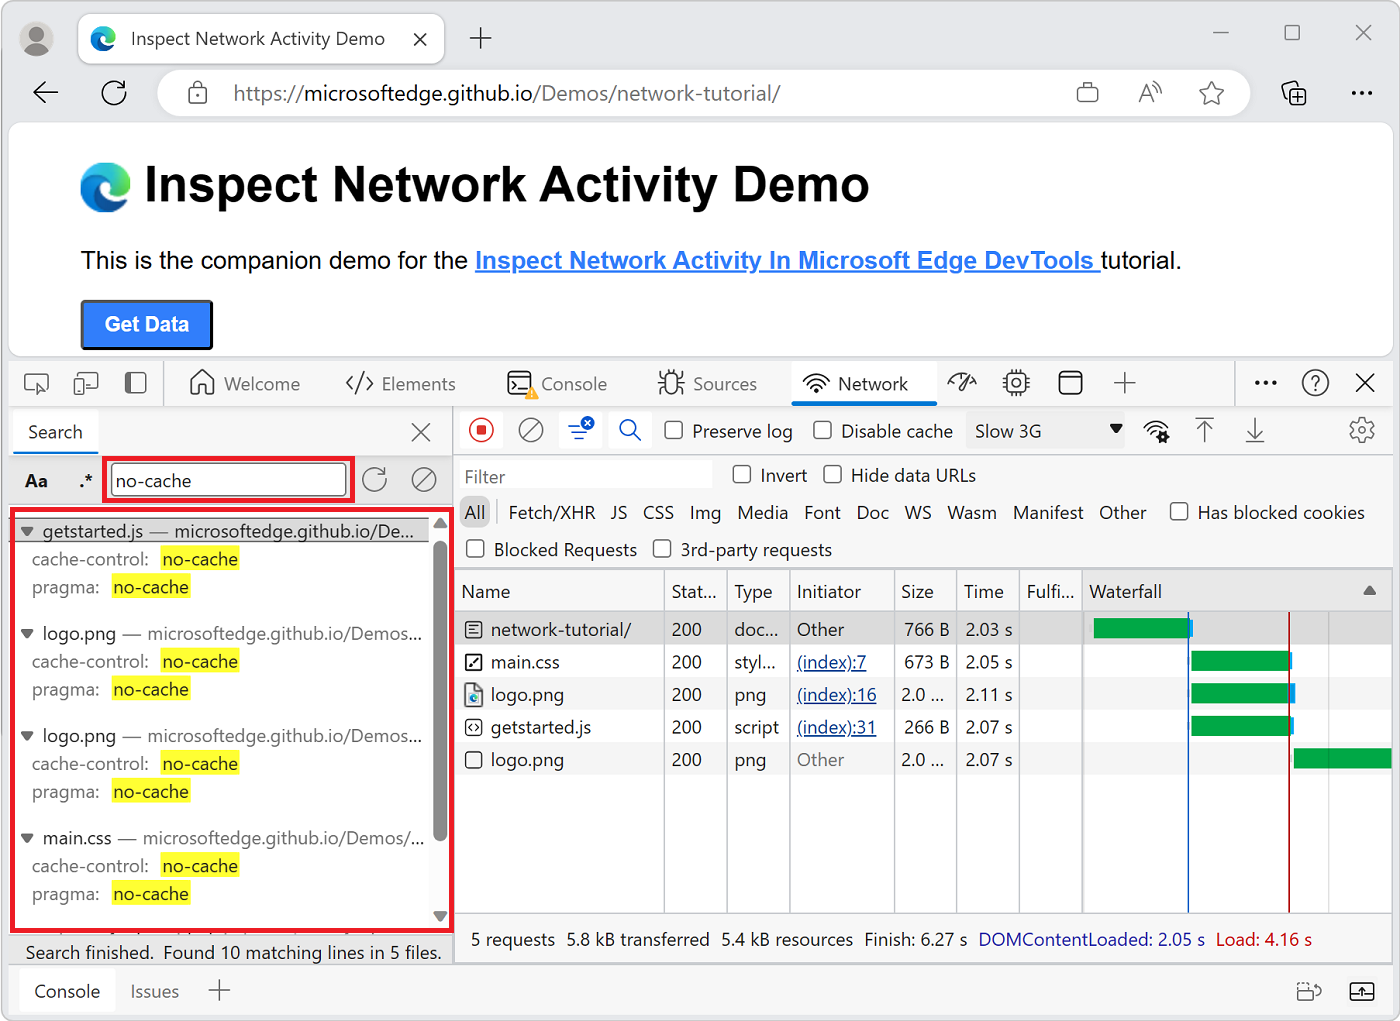 Inspect Network Activity Demo
https://microsoftedge.github.io/Demos/network-tutorial/
Inspect Network Activity Demo
This is the companion demo for the Inspect Network Activity In Microsoft Edge DevTools tutorial.
Get Data
Welcome Elements Console Sources Network
Search
Aa .* no-cache
getstarted.js — microsoftedge.github.io/De...
cache-control: no-cache
pragma: no-cache
logo.png — microsoftedge.github.io/Demos...
cache-control: no-cache
pragma: no-cache
logo.png — microsoftedge.github.io/Demos...
cache-control: no-cache
pragma: no-cache
main.css — microsoftedge.github.io/Demos/...
cache-control: no-cache
pragma: no-cache
Search finished. Found 10 matching lines in 5 files.
Preserve log Disable cache Slow 3G
Filter Invert Hide data URLs
All Fetch/XHR JS CSS Img Media Font Doc WS Wasm Manifest Other Has blocked cookies
Blocked Requests 3rd-party requests
Name Stat... Type Initiator Size Time Fulfi... Waterfall
network-tutorial/ 200 doc... Other 766 B 2.03 s
main.css 200 styl... (index):7 673 B 2.05 s
logo.png 200 png (index):16 2.0 ... 2.11 s
getstarted.js 200 script (index):31 266 B 2.07 s
logo.png 200 png Other 2.0 ... 2.07 s
5 requests 5.8 kB transferred 5.4 kB resources Finish: 6.27 s DOMContentLoaded: 2.05 s Load: 4.16 s
Console Issues